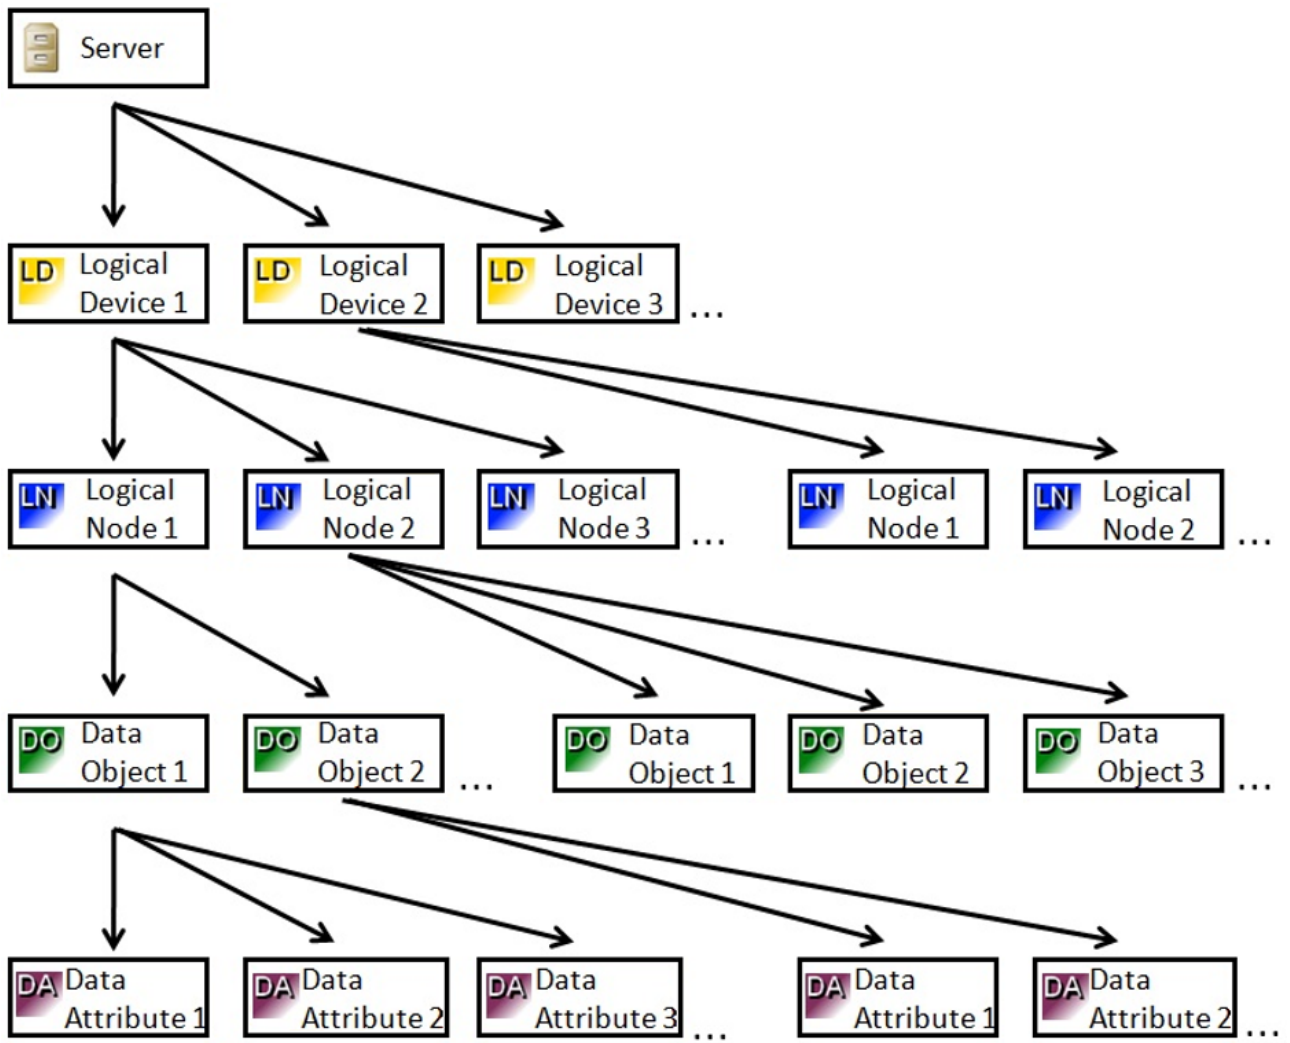 Server
LD Logical
Device 1
LD Logical
Device 2
LD Logical
Device 3
...
LN Logical
Node 1
LN Logical
Node 2
LN Logical
Node 3
...
LN Logical
Node 1
LN Logical
Node 2
...
DO Data
Object 1
DO Data
Object 2
...
DO Data
Object 1
DO Data
Object 2
DO Data
Object 3
...
DA Data
Attribute 1
DA Data
Attribute 2
DA Data
Attribute 3
...
DA Data
Attribute 1
DA Data
Attribute 2
...